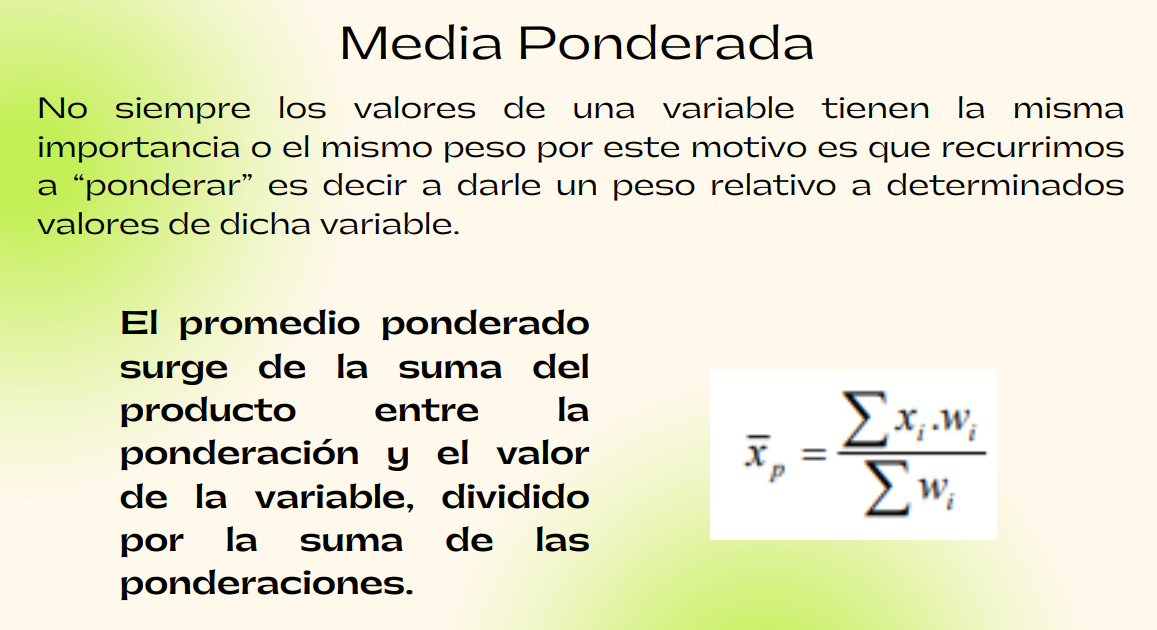 Media Ponderada
No siempre los valores de una variable tienen la misma
importancia o el mismo peso por este motivo es que recurrimos
a “ponderar” es decir a darle un peso relativo a determinados
valores de dicha variable.
El promedio ponderado
surge de la suma del
producto entre la
ponderación y el valor
de la variable, dividido
por la suma de las
ponderaciones.
x̄ₚ = ∑ xᵢ.wᵢ / ∑ wᵢ